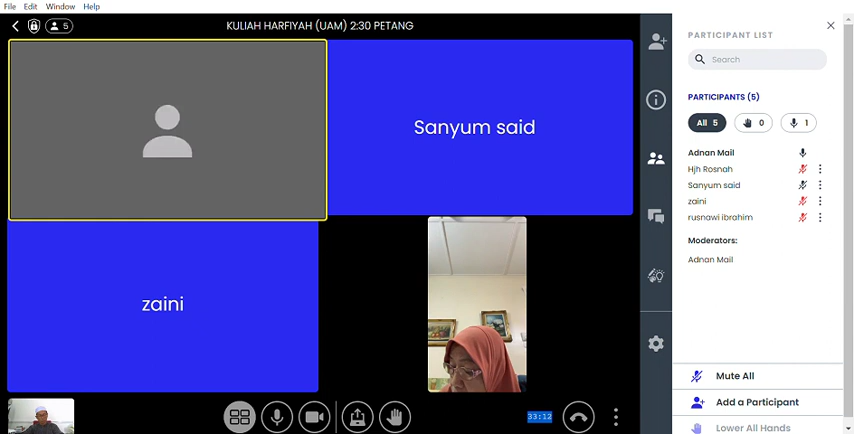 File Edit Window Help
5
KULIAH HARFIYAH (UAM) 2:30 PETANG
Sanyum said
zaini
33:12
PARTICIPANT LIST
Search
PARTICIPANTS (5)
All 5
0
1
Adnan Mail
Hjh Rosnah
Sanyum said
zaini
rusnawi ibrahim
Moderators:
Adnan Mail
Mute All
Add a Participant
Lower All Hands